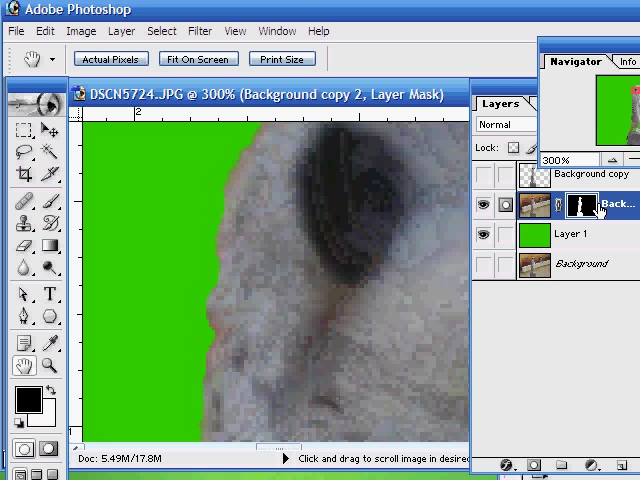 Adobe Photoshop
File Edit Image Layer Select Filter View Window Help
Actual Pixels Fit On Screen Print Size
Navigator Info
DSCN5724.JPG @ 300% (Background copy 2, Layer Mask)
2
Layers
Normal
Lock:
300%
Background copy
Back...
Layer 1
Background
T
1
Doc: 5.49M/17.8M Click and drag to scroll image in desired